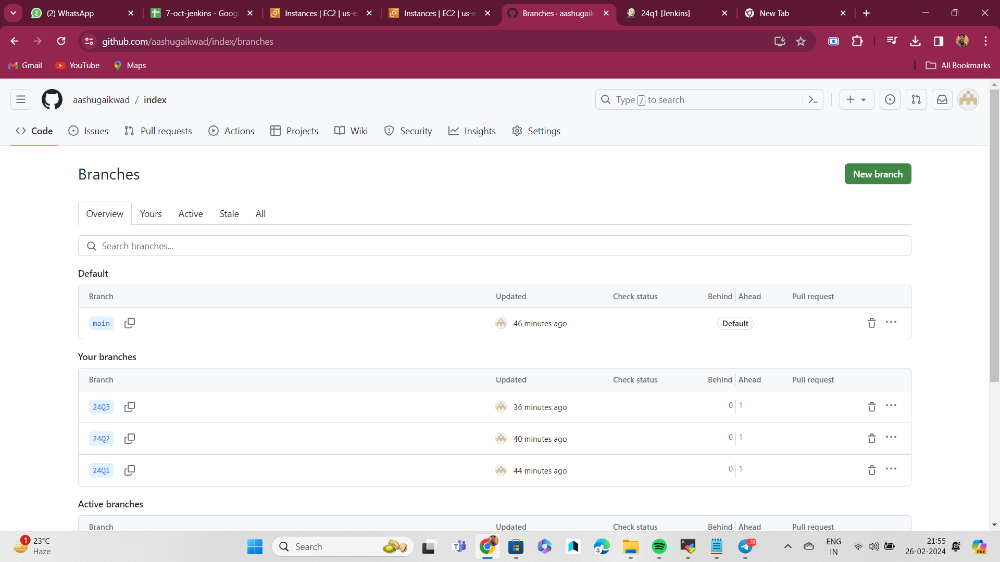 (2) WhatsApp
7-oct-jenkins - Goog
Instances | EC2 | us-e
Instances | EC2 | us-e
Branches · aashugaik
24q1 [Jenkins]
New Tab
github.com/aashugaikwad/index/branches
Gmail
YouTube
Maps
All Bookmarks
aashugaikwad / index
Type / to search
Code
Issues
Pull requests
Actions
Projects
Wiki
Security
Insights
Settings
Branches
New branch
Overview
Yours
Active
Stale
All
Search branches...
Default
Branch Updated Check status Behind Ahead Pull request
main 46 minutes ago Default
Your branches
Branch Updated Check status Behind Ahead Pull request
24Q3 36 minutes ago 0 1
24Q2 40 minutes ago 0 1
24Q1 44 minutes ago 0 1
Active branches
Branch Updated Check status Behind Ahead Pull request
1
23°C
Haze
Search
..78
PRE
ENG
IN
21:55
26-02-2024